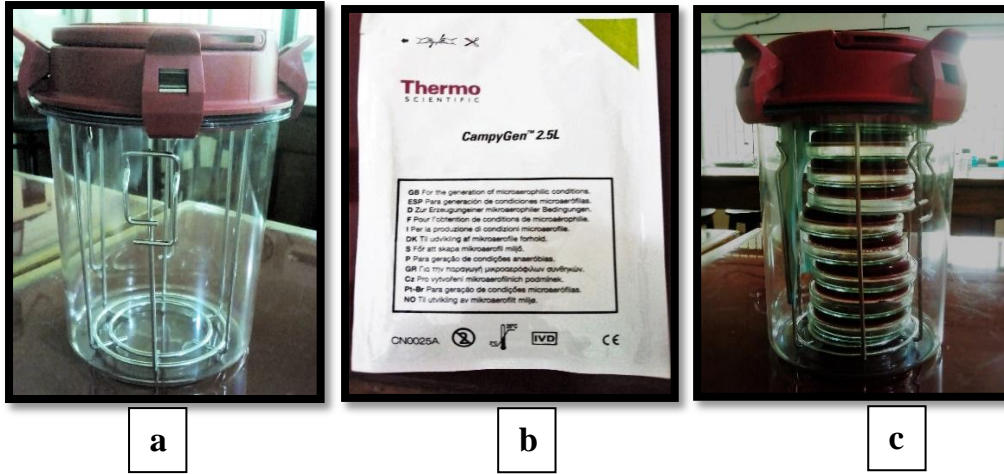 Thermo
SCIENTIFIC
CampyGen™ 2.5L
GB For the generation of microaerophilic conditions.
ESP Para generación de condiciones microaerófilas.
D Zur Erzeugungeiner mikroaerophiler Bedingungen.
F Pour l'obtention de conditions de microaérophilie.
I Per la produzione di condizioni microaerofile.
DK Til udvikling af mikroaerofile forhold.
S För att skapa mikroaerofil miljö.
P Para geração de condições anaeróbias.
GR Για την παραγωγή μικροαερόφιλων συνθηκών.
Cz Pro vytvoření mikroaerofilních podmínek.
Pt-Br Para geração de condições microaerófilas.
NO Til utvikling av mikroaerofilt miljø.
CN0025A
2
IVD
CE
a
b
c